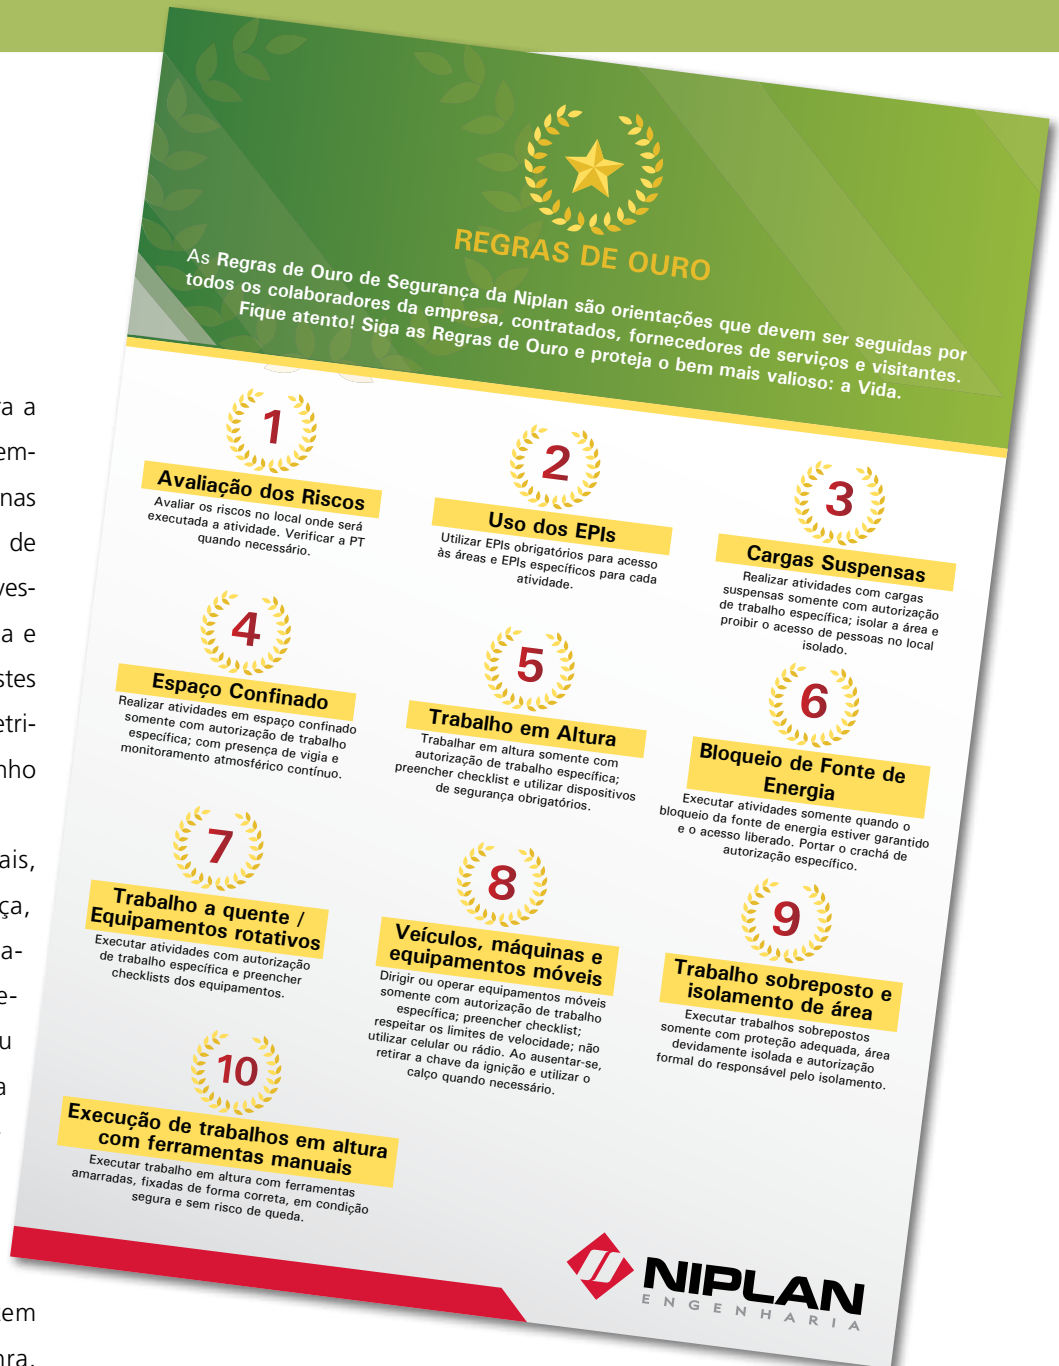 REGRAS DE OURO
As Regras de Ouro de Segurança da Niplan são orientações que devem ser seguidas por
todos os colaboradores da empresa, contratados, fornecedores de serviços e visitantes.
Fique atento! Siga as Regras de Ouro e proteja o bem mais valioso: a Vida.
1
Avaliação dos Riscos
Avaliar os riscos no local onde será
executada a atividade. Verificar a PT
quando necessário.
2
Uso dos EPIs
Utilizar EPIs obrigatórios para acesso
às áreas e EPIs específicos para cada
atividade.
3
Cargas Suspensas
Realizar atividades com cargas
suspensas somente com autorização
de trabalho específica; isolar a área e
proibir o acesso de pessoas no local
isolado.
4
Espaço Confinado
Realizar atividades em espaço confinado
somente com autorização de trabalho
específica; com presença de vigia e
monitoramento atmosférico contínuo.
5
Trabalho em Altura
Trabalhar em altura somente com
autorização de trabalho específica;
preencher checklist e utilizar dispositivos
de segurança obrigatórios.
6
Bloqueio de Fonte de
Energia
Executar atividades somente quando o
bloqueio da fonte de energia estiver garantido
e o acesso liberado. Portar o crachá de
autorização específico.
7
Trabalho a quente /
Equipamentos rotativos
Executar atividades com autorização
de trabalho específica e preencher
checklists dos equipamentos.
8
Veículos, máquinas e
equipamentos móveis
Dirigir ou operar equipamentos móveis
somente com autorização de trabalho
específica; preencher checklist;
respeitar os limites de velocidade; não
utilizar celular ou rádio. Ao ausentar-se,
retirar a chave da ignição e utilizar o
calço quando necessário.
9
Trabalho sobreposto e
isolamento de área
Executar trabalhos sobrepostos
somente com proteção adequada, área
devidamente isolada e autorização
formal do responsável pelo isolamento.
10
Execução de trabalhos em altura
com ferramentas manuais
Executar trabalho em altura com ferramentas
amarradas, fixadas de forma correta, em condição
segura e sem risco de queda.
NIPLAN
ENGENHARIA
a
de
e